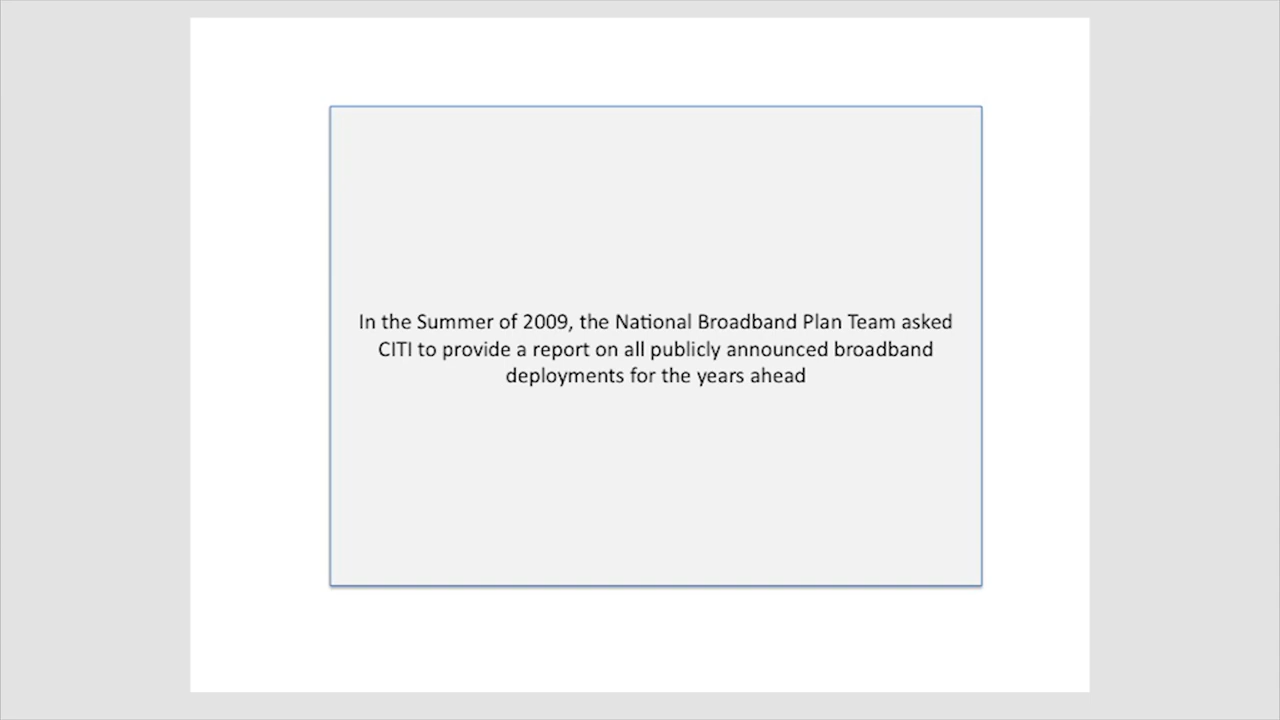 In the Summer of 2009, the National Broadband Plan Team asked
CITI to provide a report on all publicly announced broadband
deployments for the years ahead